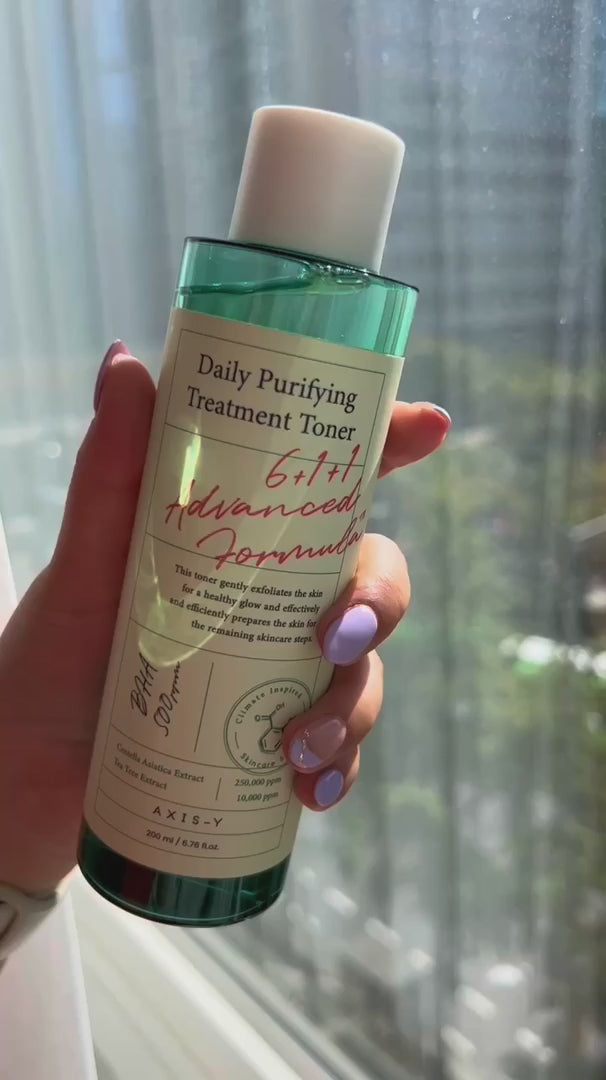 Daily Purifying
Treatment Toner
6+1+1
Advanced
Formula
This toner gently exfoliates the skin
for a healthy glow and effectively
and efficiently prepares the skin for
the remaining skincare steps.
BHA
500ppm
Climate Inspired
OH
Skincare
Centella Asiatica Extract
250,000 ppm
Tea Tree Extract
10,000 ppm
AXIS-Y
200 ml / 6.76 fl.oz.